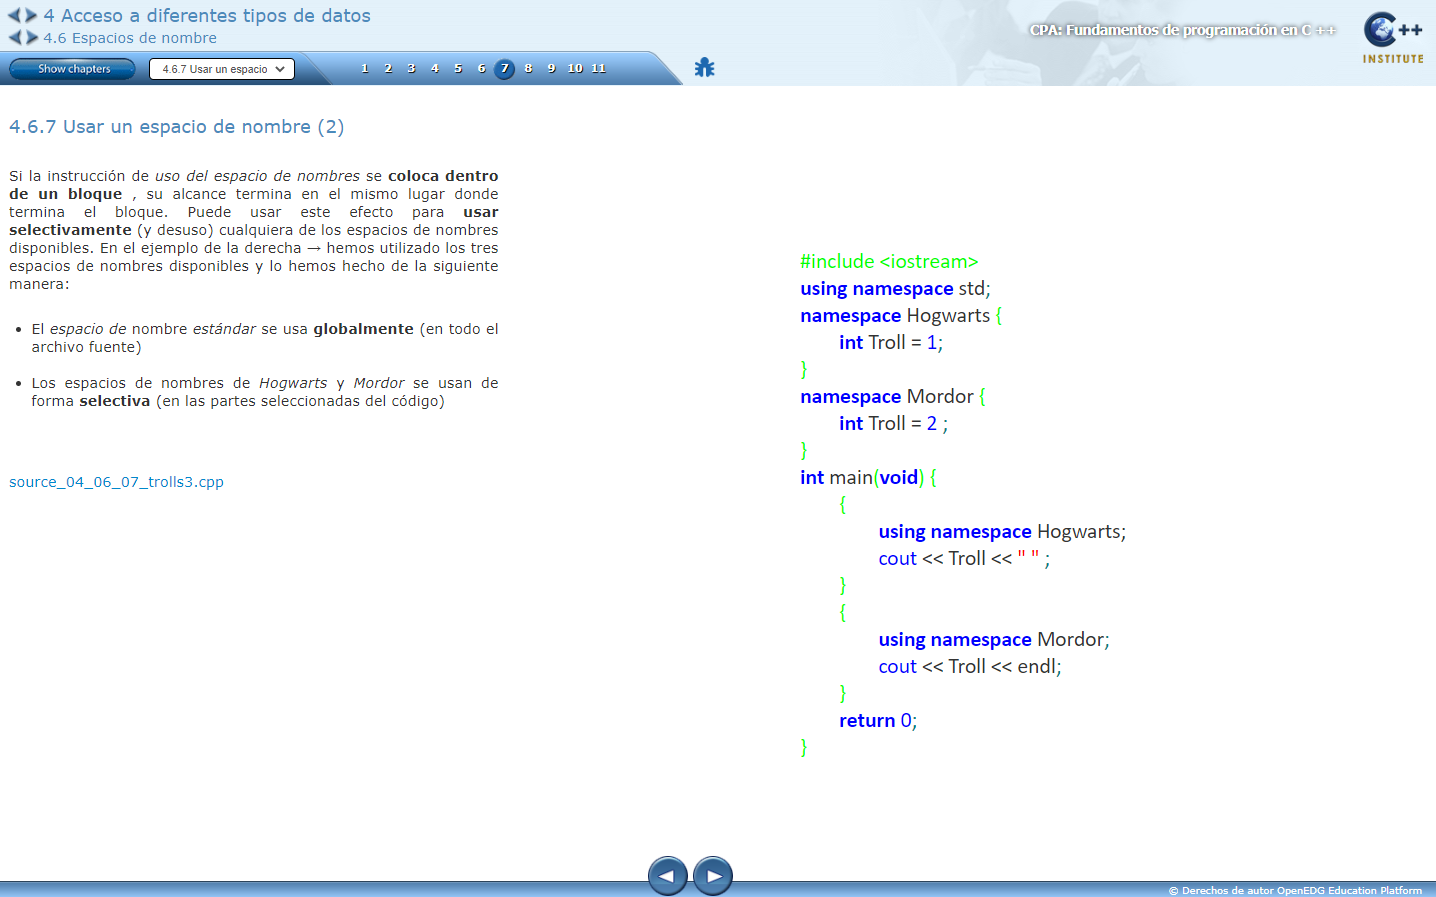 4 Acceso a diferentes tipos de datos
4.6 Espacios de nombre
CPA: Fundamentos de programación en C ++
C++
INSTITUTE
Show chapters
4.6.7 Usar un espacio
1 2 3 4 5 6 7 8 9 10 11
4.6.7 Usar un espacio de nombre (2)
Si la instrucción de uso del espacio de nombres se coloca dentro
de un bloque , su alcance termina en el mismo lugar donde
termina el bloque. Puede usar este efecto para usar
selectivamente (y desuso) cualquiera de los espacios de nombres
disponibles. En el ejemplo de la derecha → hemos utilizado los tres
espacios de nombres disponibles y lo hemos hecho de la siguiente
manera:
• El espacio de nombre estándar se usa globalmente (en todo el
archivo fuente)
• Los espacios de nombres de Hogwarts y Mordor se usan de
forma selectiva (en las partes seleccionadas del código)
source_04_06_07_trolls3.cpp
#include <iostream>
using namespace std;
namespace Hogwarts {
int Troll = 1;
}
namespace Mordor {
int Troll = 2 ;
}
int main(void) {
{
using namespace Hogwarts;
cout << Troll << " " ;
}
{
using namespace Mordor;
cout << Troll << endl;
}
return 0;
}
© Derechos de autor OpenEDG Education Platform